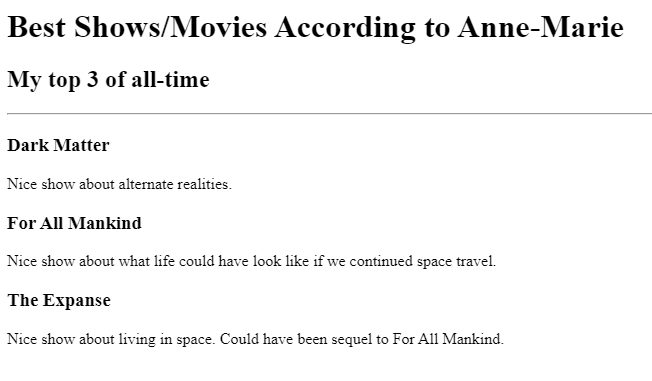 Best Shows/Movies According to Anne-Marie
My top 3 of all-time
Dark Matter
Nice show about alternate realities.
For All Mankind
Nice show about what life could have look like if we continued space travel.
The Expanse
Nice show about living in space. Could have been sequel to For All Mankind.